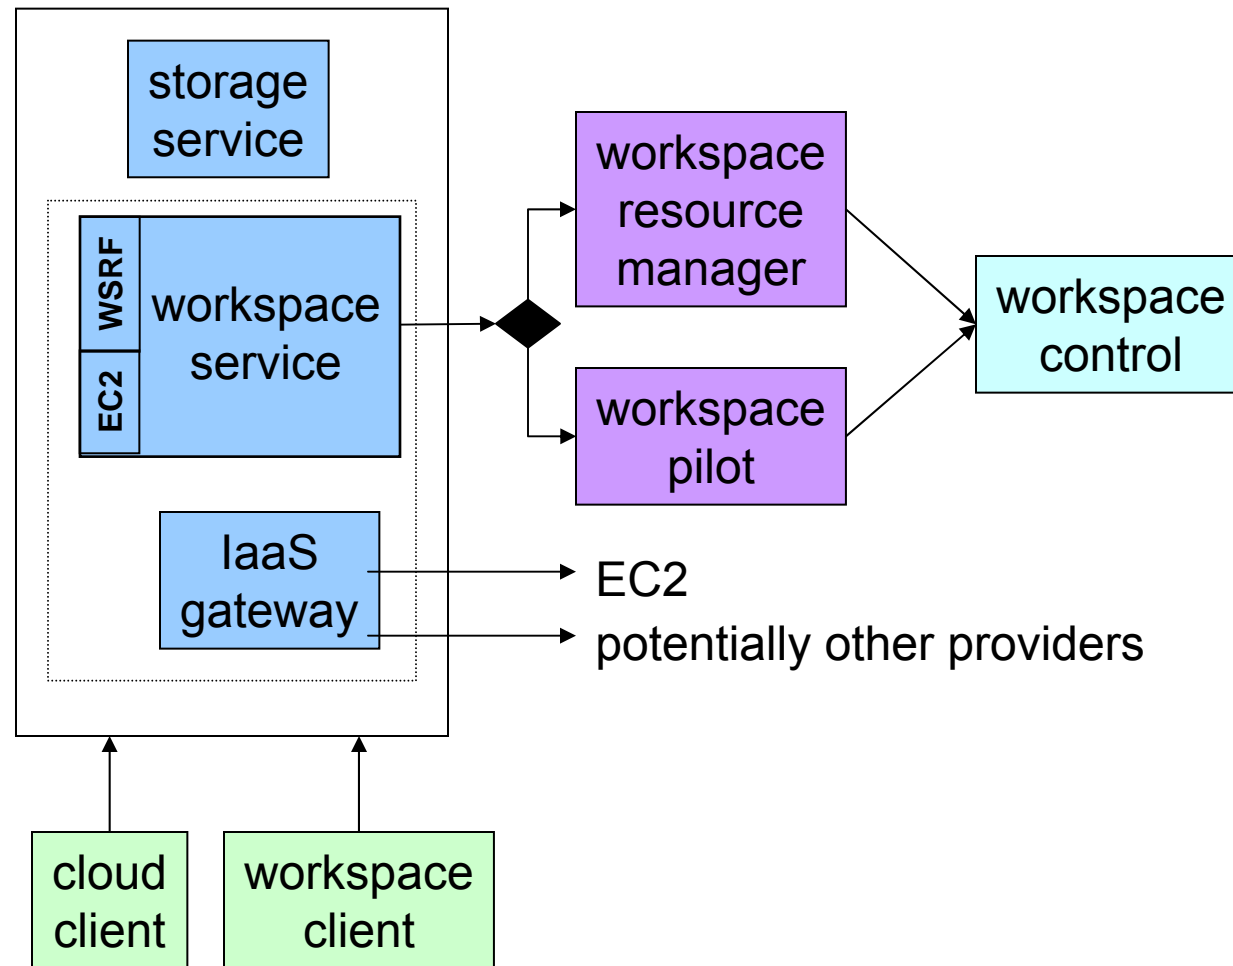 storage
service
WSRF
EC2
workspace
service
IaaS
gateway
workspace
resource
manager
workspace
pilot
workspace
control
EC2
potentially other providers
cloud
client
workspace
client